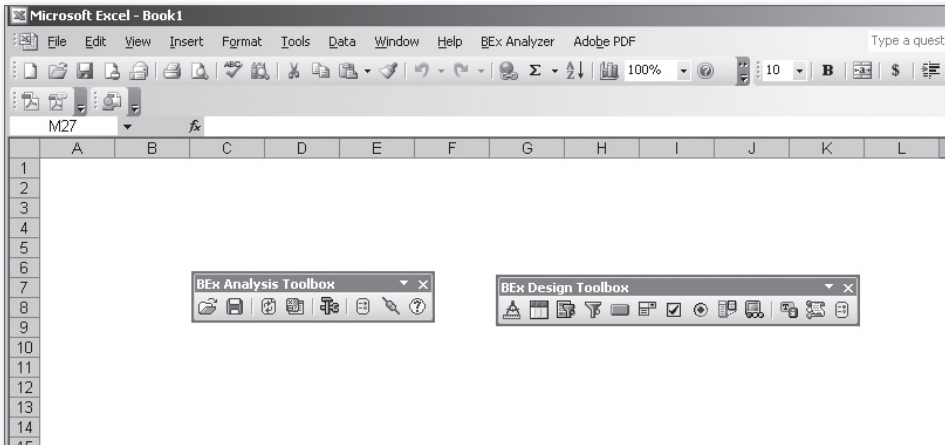 Microsoft Excel - Book1
File Edit View Insert Format Tools Data Window Help BEx Analyzer Adobe PDF Type a quest
100% 10 B $
M27 fx
A B C D E F G H I J K L
1
2
3
4
5
6
7
8
9
10
11
12
13
14
15
BEx Analysis Toolbox
BEx Design Toolbox